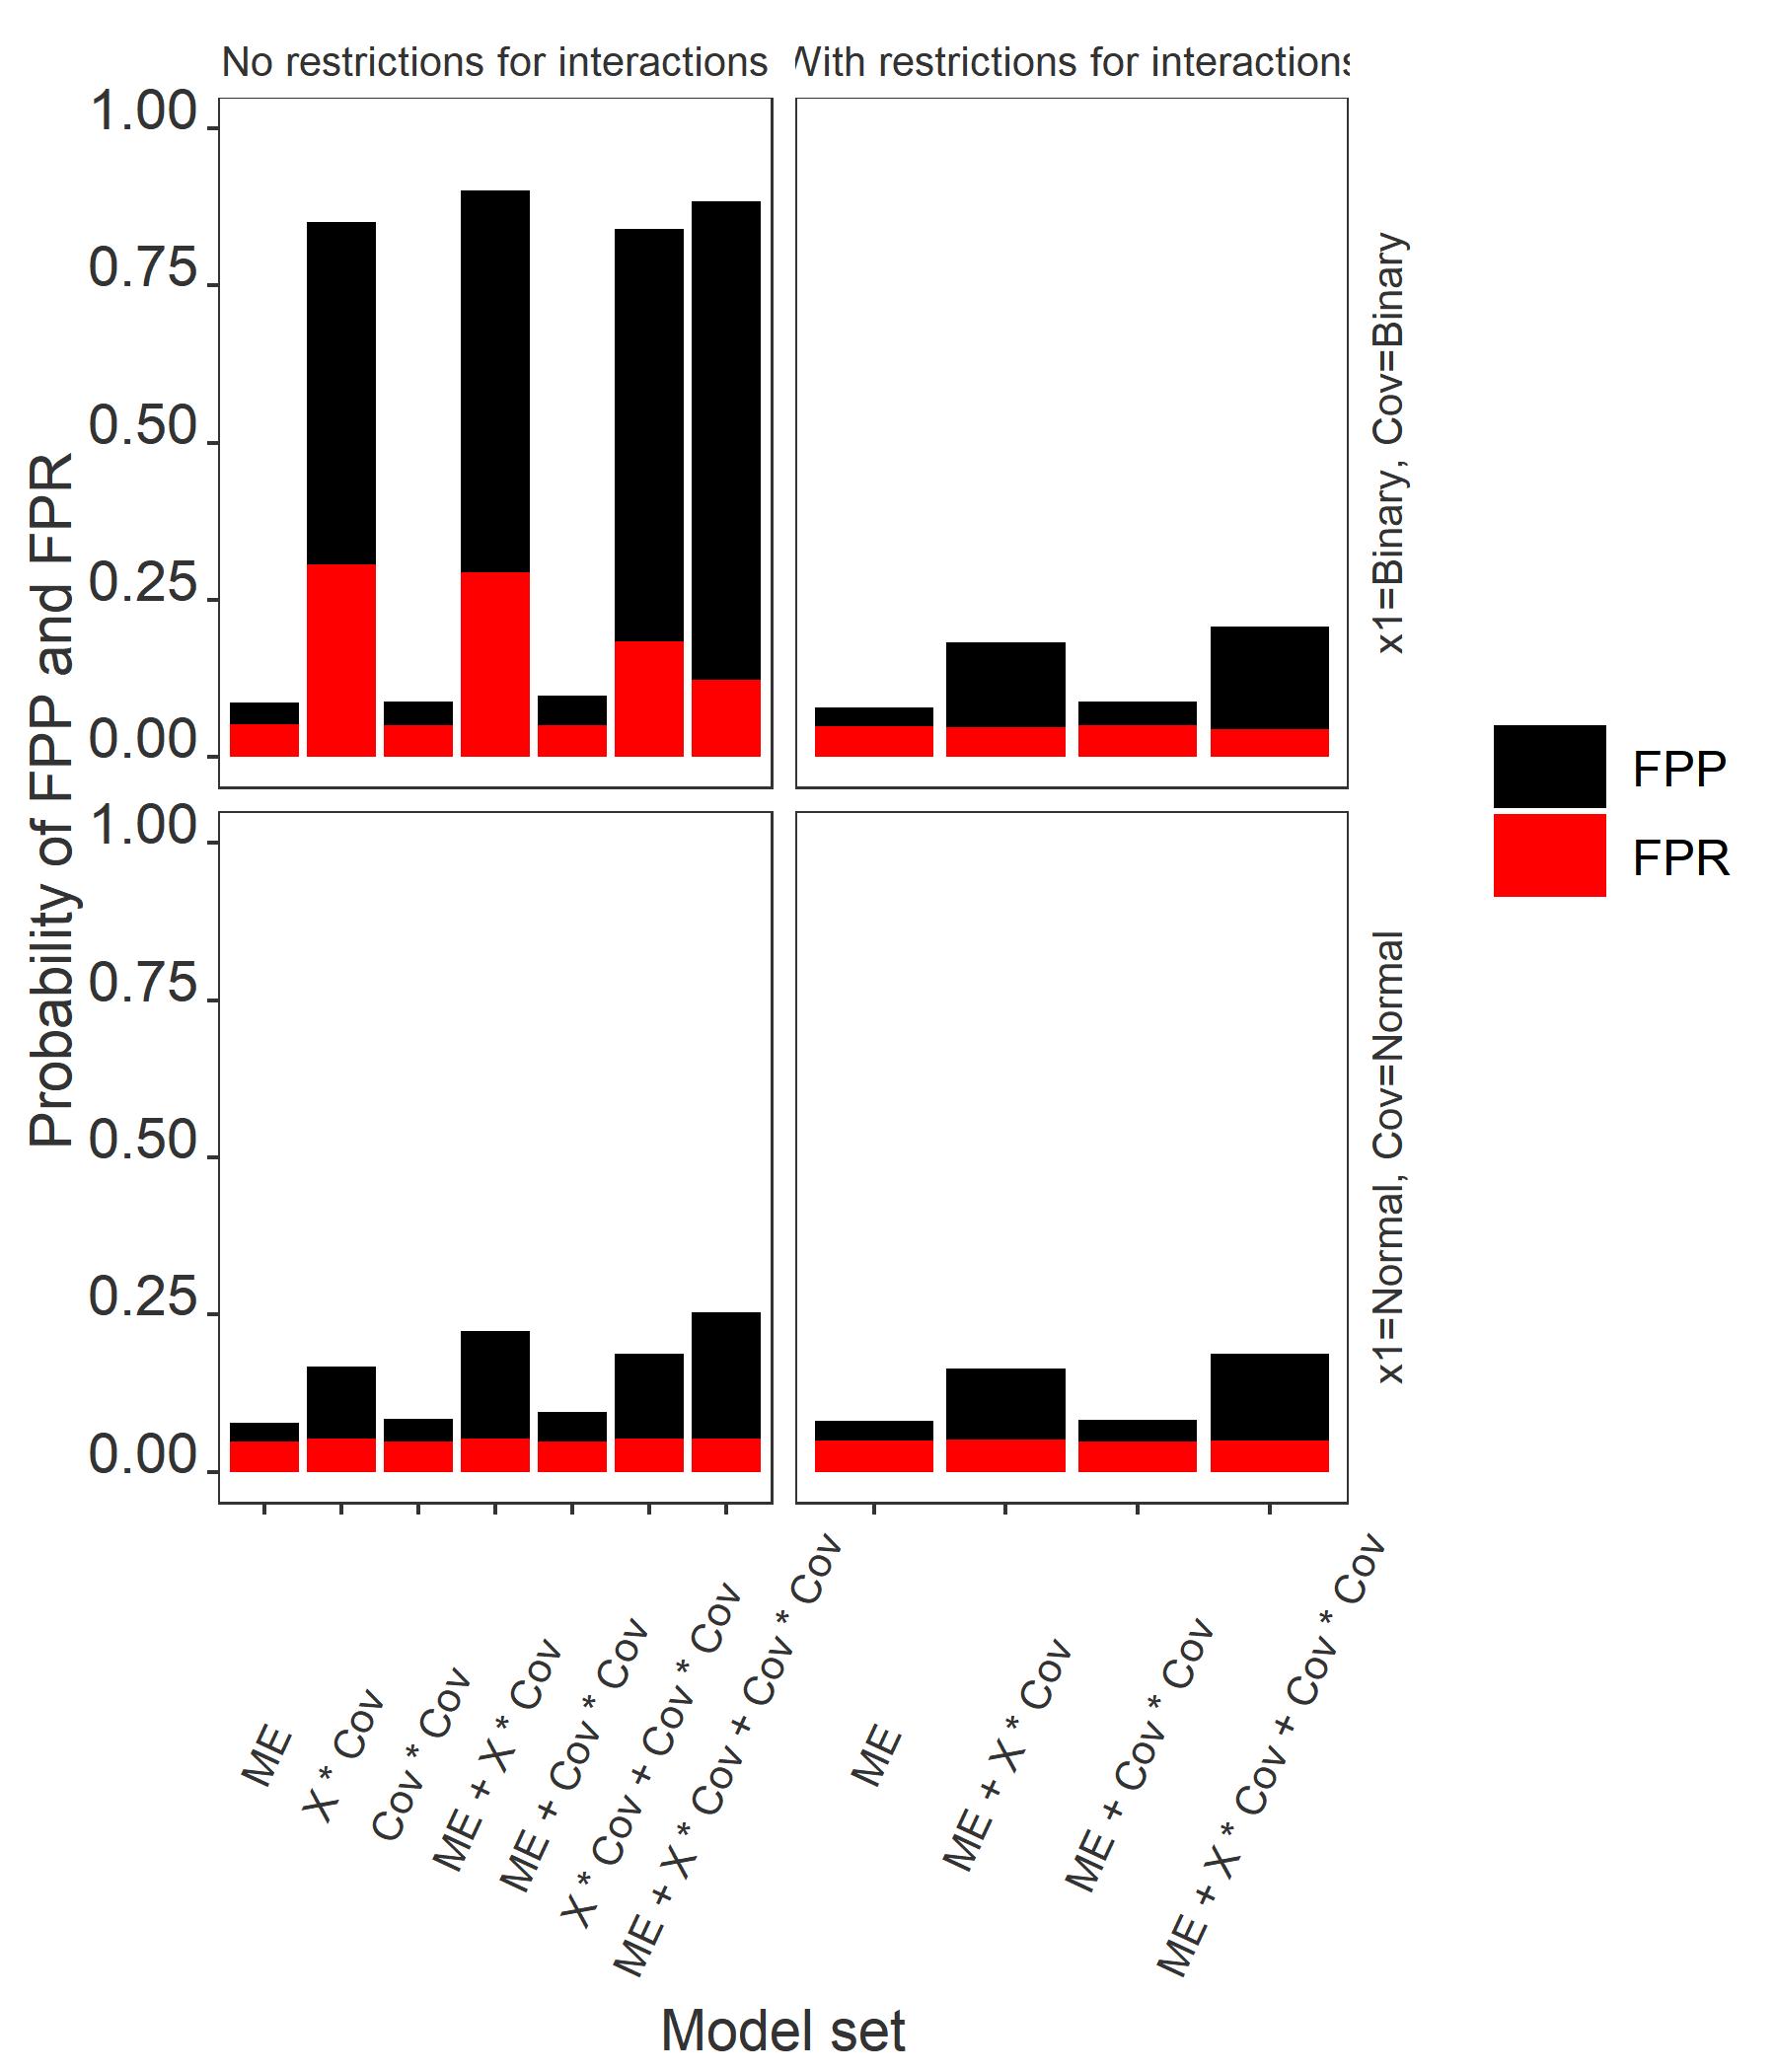 No restrictions for interactions
With restrictions for interactions
Probability of FPP and FPR
1.00
0.75
0.50
0.25
0.00
x1=Binary, Cov=Binary
1.00
0.75
0.50
0.25
0.00
x1=Normal, Cov=Normal
FPP
FPR
ME
X * Cov
Cov * Cov
ME + X * Cov
ME + Cov * Cov
X * Cov + Cov * Cov
ME + X * Cov + Cov * Cov
ME
ME + X * Cov
ME + Cov * Cov
ME + X * Cov + Cov * Cov
Model set